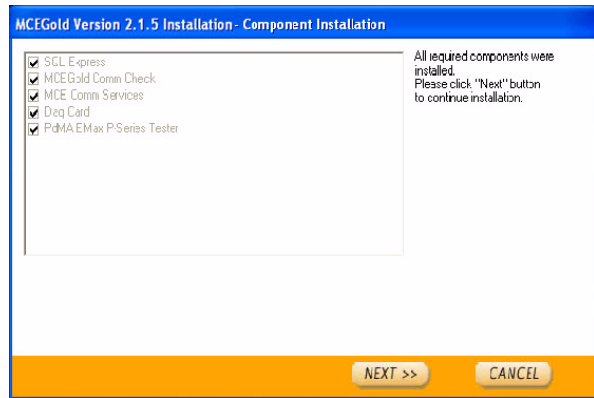 MCEGold Version 2.1.5 Installation - Component Installation
SQL Express
MCEGold Comm Check
MCE Comm Services
Daq Card
PdMA EMax P-Series Tester
All required components were
installed.
Please click "Next" button
to continue installation.
NEXT >>
CANCEL